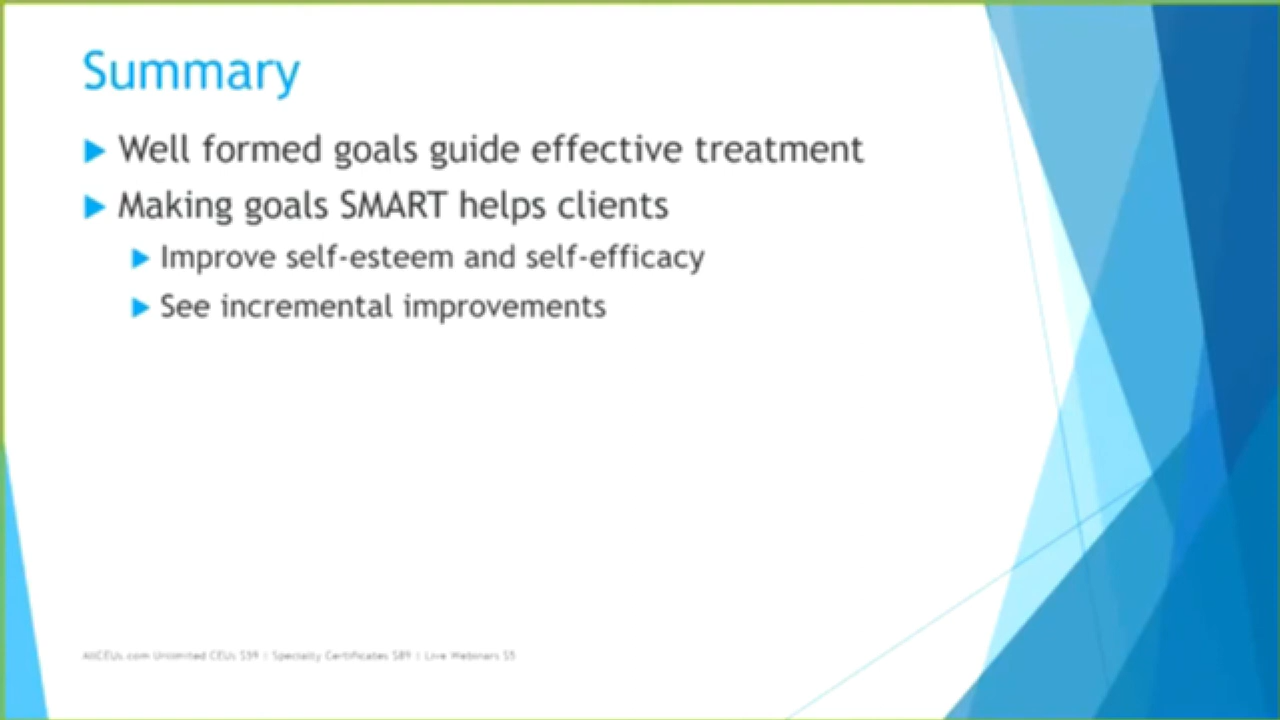 Summary
Well formed goals guide effective treatment
Making goals SMART helps clients
Improve self-esteem and self-efficacy
See incremental improvements
AllCEUs.com Unlimited CEUs $59 | Specialty Certificates $89 | Live Webinars $5